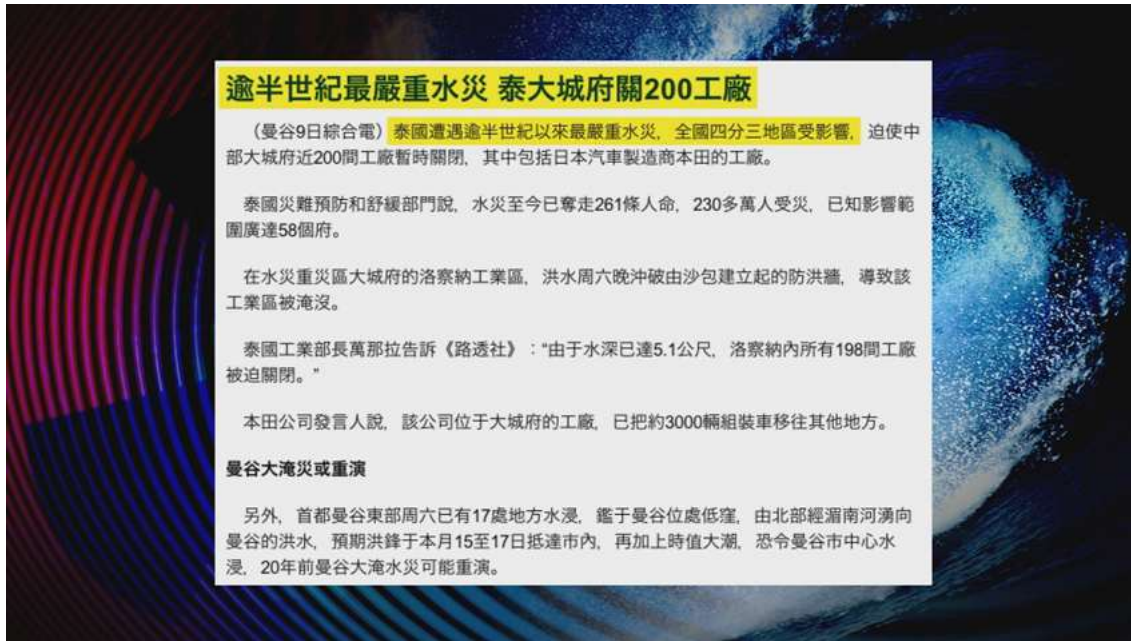 逾半世紀最嚴重水災 泰大城府關200工廠
（曼谷9日綜合電）泰國遭遇逾半世紀以來最嚴重水災，全國四分三地區受影響，迫使中
部大城府近200間工廠暫時關閉，其中包括日本汽車製造商本田的工廠。
泰國災難預防和舒緩部門說，水災至今已奪走261條人命，230多萬人受災，已知影響範
圍廣達58個府。
在水災重災區大城府的洛察納工業區，洪水周六晚沖破由沙包建立起的防洪牆，導致該
工業區被淹沒。
泰國工業部長萬那拉告訴《路透社》：“由于水深已達5.1公尺，洛察納內所有198間工廠
被迫關閉。”
本田公司發言人說，該公司位于大城府的工廠，已把約3000輛組裝車移往其他地方。
曼谷大淹災或重演
另外，首都曼谷東部周六已有17處地方水浸，鑑于曼谷位處低窪，由北部經湄南河湧向
曼谷的洪水，預期洪鋒于本月15至17日抵達市內，再加上時值大潮，恐令曼谷市中心水
浸，20年前曼谷大淹水災可能重演。